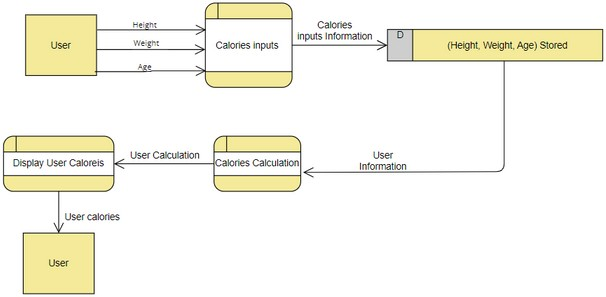 Height
User
Weight
Age
Calories inputs
Calories
inputs Information
D
(Height, Weight, Age) Stored
User
Information
Calories Calculation
User Calculation
Display User Caloreis
User calories
User